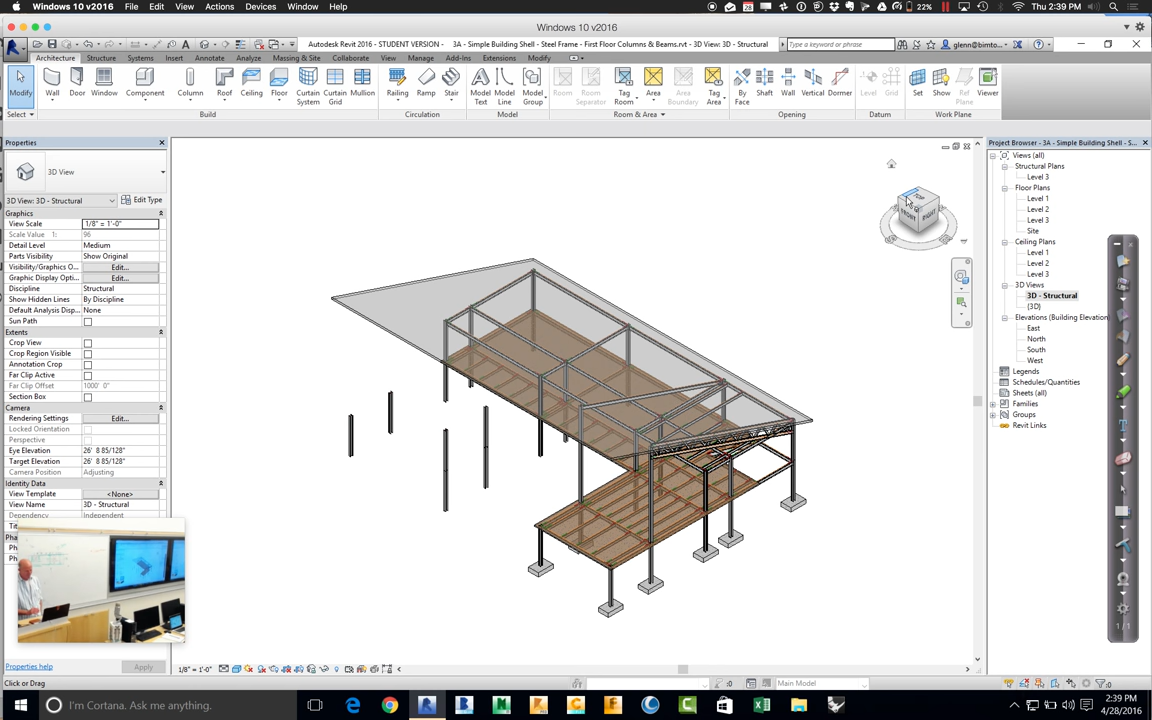 Windows 10 v2016 File Edit View Actions Devices Window Help 28 22% Thu 2:39 PM
Windows 10 v2016
Autodesk Revit 2016 - STUDENT VERSION - 3A - Simple Building Shell - Steel Frame - First Floor Columns & Beams.rvt - 3D View: 3D - Structural Type a keyword or phrase glenn@bimto...
Architecture Structure Systems Insert Annotate Analyze Massing & Site Collaborate View Manage Add-Ins Extensions Modify
Modify Wall Door Window Component Column Roof Ceiling Floor Curtain System Curtain Grid Mullion Railing Ramp Stair Model Text Model Line Model Group Room Room Separator Tag Room Area Area Boundary Tag Area By Face Shaft Wall Vertical Dormer Level Grid Set Show Ref Plane Viewer
Select Build Circulation Model Room & Area Opening Datum Work Plane
Properties
3D View
3D View: 3D - Structural Edit Type
Graphics
View Scale 1/8" = 1'-0"
Scale Value 1: 96
Detail Level Medium
Parts Visibility Show Original
Visibility/Graphics O... Edit...
Graphic Display Opti... Edit...
Discipline Structural
Show Hidden Lines By Discipline
Default Analysis Disp... None
Sun Path
Extents
Crop View
Crop Region Visible
Annotation Crop
Far Clip Active
Far Clip Offset 1000' 0"
Section Box
Camera
Rendering Settings Edit...
Locked Orientation
Perspective
Eye Elevation 26' 8 85/128"
Target Elevation 26' 8 85/128"
Camera Position Adjusting
Identity Data
View Template <None>
View Name 3D - Structural
Dependency Independent
Tit
Pha
Ph
Ph
Properties help Apply
TOP
FRONT RIGHT
Project Browser - 3A - Simple Building Shell - S...
Views (all)
Structural Plans
Level 3
Floor Plans
Level 1
Level 2
Level 3
Site
Ceiling Plans
Level 1
Level 2
Level 3
3D Views
3D - Structural
{3D}
Elevations (Building Elevation
East
North
South
West
Legends
Schedules/Quantities
Sheets (all)
Families
Groups
Revit Links
1 / 1
1/8" = 1'-0"
Click or Drag :0 Main Model :0
I'm Cortana. Ask me anything. 2:39 PM
4/28/2016